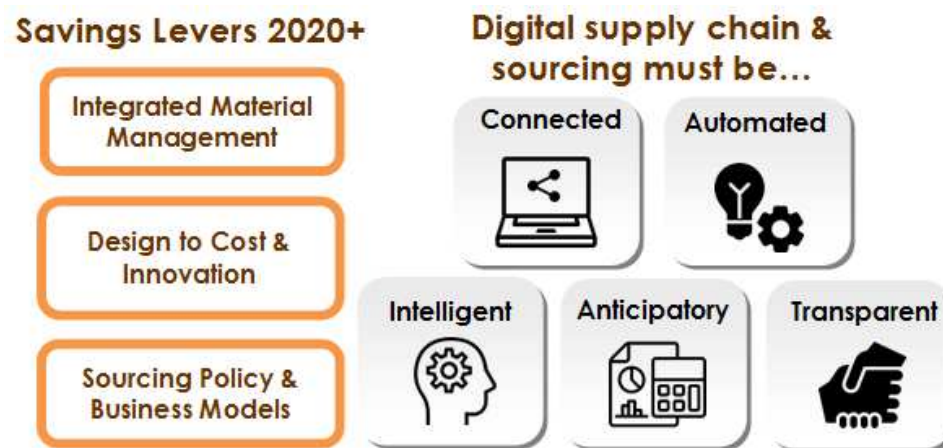 Savings Levers 2020+
Integrated Material
Management
Design to Cost &
Innovation
Sourcing Policy &
Business Models
Digital supply chain &
sourcing must be…
Connected
Automated
Intelligent
Anticipatory
Transparent